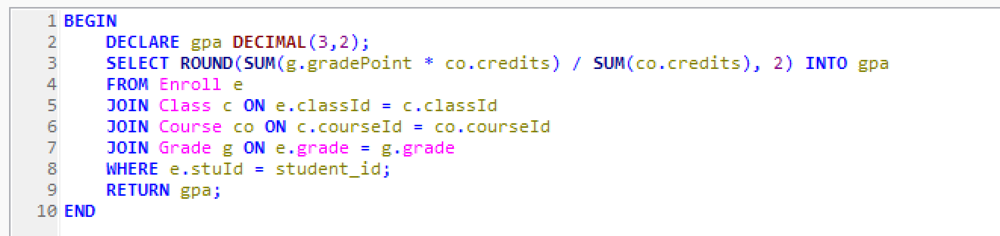 1 BEGIN
2 DECLARE gpa DECIMAL(3,2);
3 SELECT ROUND(SUM(g.gradePoint * co.credits) / SUM(co.credits), 2) INTO gpa
4 FROM Enroll e
5 JOIN Class c ON e.classId = c.classId
6 JOIN Course co ON c.courseId = co.courseId
7 JOIN Grade g ON e.grade = g.grade
8 WHERE e.stuId = student_id;
9 RETURN gpa;
10 END